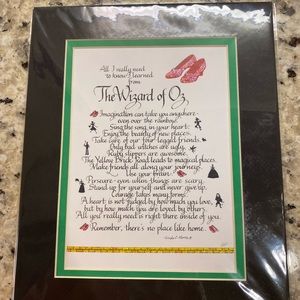 All I really need
to know I learned
from
The Wizard of Oz
Imagination can take you anywhere-
even over the rainbow.
Sing the song in your heart.
Enjoy the beauty of new places.
Take care of our four legged friends.
Only bad witches are ugly.
Ruby slippers are awesome.
The Yellow Brick Road leads to magical places.
Make friends all along your journeys.
Use your brain.
Persevere-even when things are scary.
Stand up for yourself and never give up.
Courage takes many forms.
A heart is not judged by how much you love,
but by how much you are loved by others.
All you really need is right there inside of you.
Remember, there's no place like home.